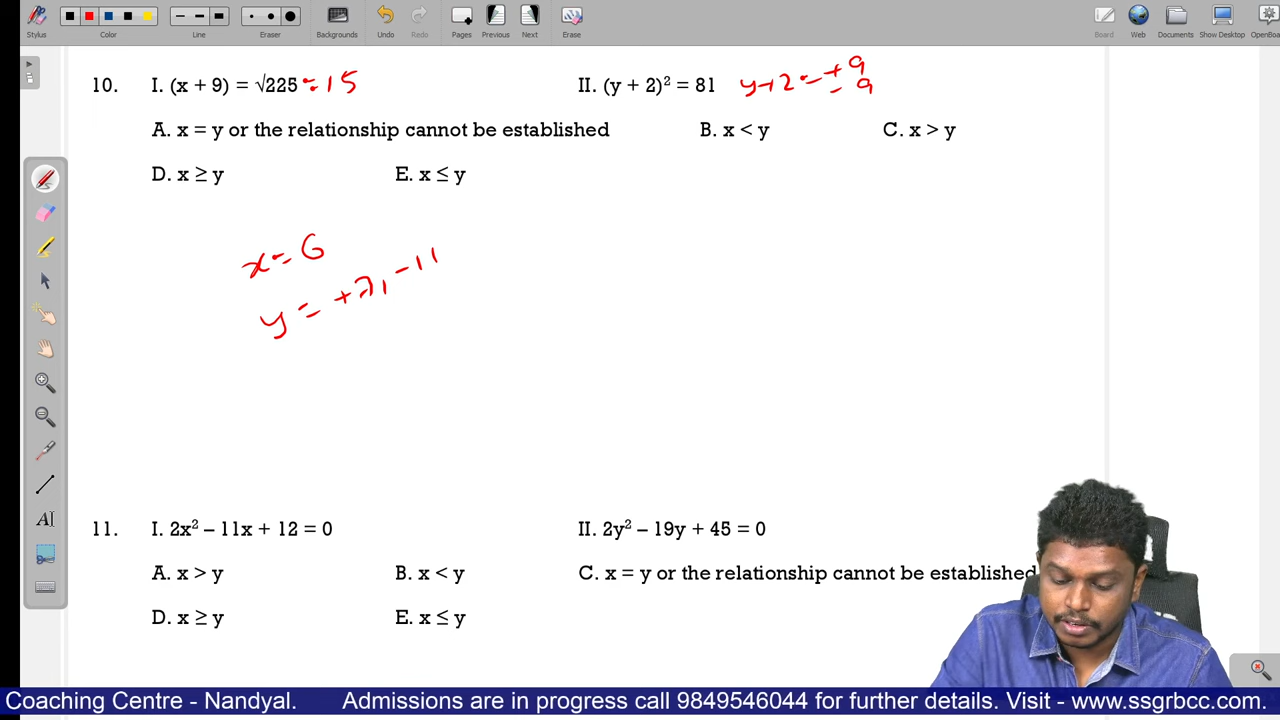 Stylus Color Line Eraser Backgrounds Undo Redo Pages Previous Next Erase Board Web Documents Show Desktop OpenBoa
10. I. (x + 9) = √225 = 15 II. (y + 2)² = 81 y+2 = +9
- 9
A. x = y or the relationship cannot be established B. x < y C. x > y
D. x ≥ y E. x ≤ y
x = 6
y = +7, -11
11. I. 2x² – 11x + 12 = 0 II. 2y² – 19y + 45 = 0
A. x > y B. x < y C. x = y or the relationship cannot be established
D. x ≥ y E. x ≤ y
Coaching Centre - Nandyal. Admissions are in progress call 9849546044 for further details. Visit - www.ssgrbcc.com.